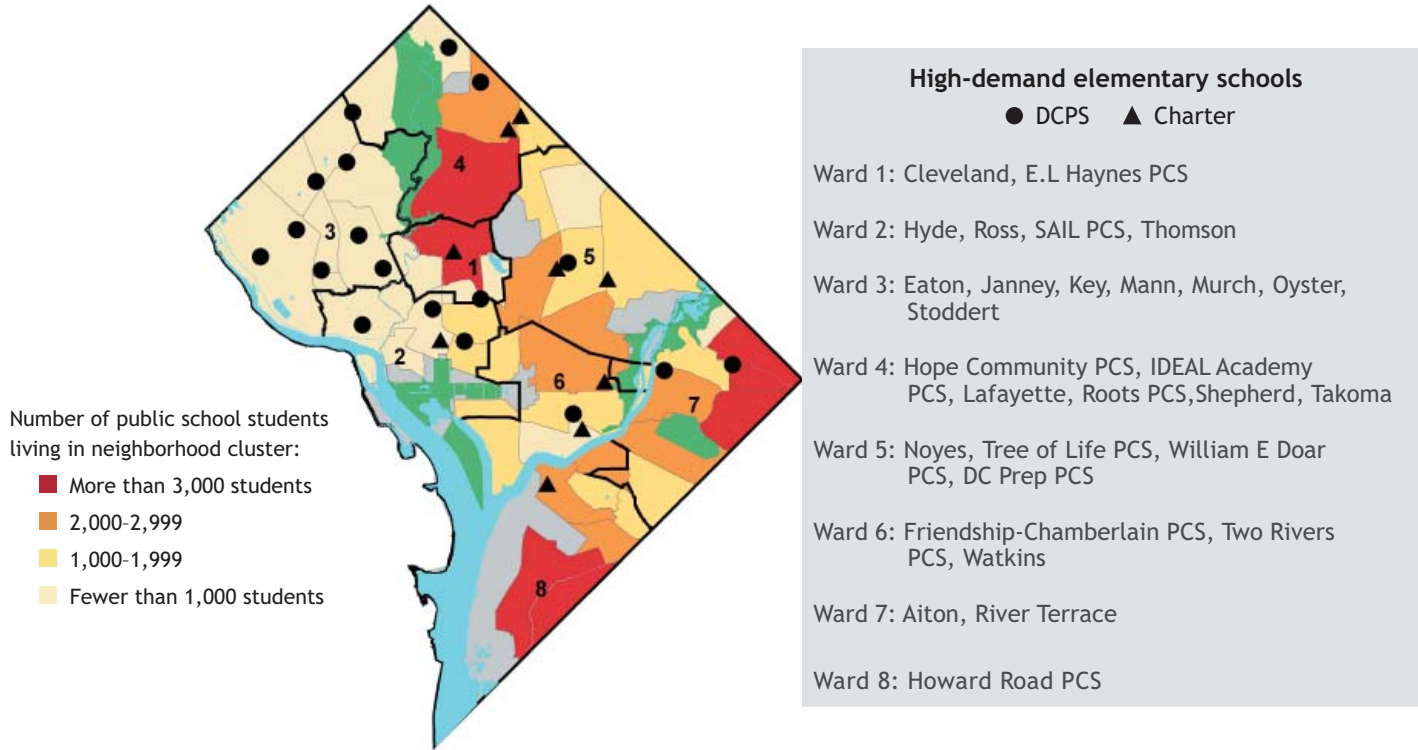 High-demand elementary schools
DCPS Charter
Ward 1: Cleveland, E.L Haynes PCS
Ward 2: Hyde, Ross, SAIL PCS, Thomson
Ward 3: Eaton, Janney, Key, Mann, Murch, Oyster,
Stoddert
Ward 4: Hope Community PCS, IDEAL Academy
PCS, Lafayette, Roots PCS,Shepherd, Takoma
Ward 5: Noyes, Tree of Life PCS, William E Doar
PCS, DC Prep PCS
Ward 6: Friendship-Chamberlain PCS, Two Rivers
PCS, Watkins
Ward 7: Aiton, River Terrace
Ward 8: Howard Road PCS
4
3
5
1
2
6
7
8
Number of public school students
living in neighborhood cluster:
More than 3,000 students
2,000-2,999
1,000-1,999
Fewer than 1,000 students